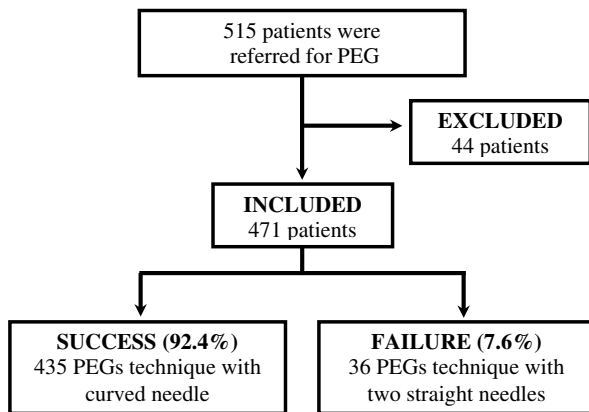 515 patients were
referred for PEG
EXCLUDED
44 patients
INCLUDED
471 patients
SUCCESS (92.4%)
435 PEGs technique with
curved needle
FAILURE (7.6%)
36 PEGs technique with
two straight needles